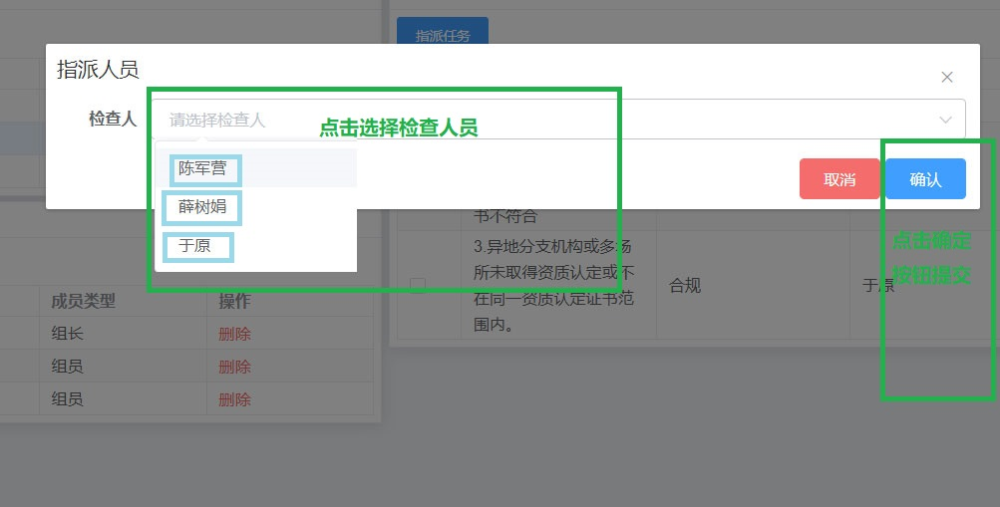 指派任务
指派人员
检查人
请选择检查人员
点击选择检查人员
陈军营
薛树娟
于原
取消
确认
点击确定
按钮提交
书不符合
3.异地分支机构或多场
所未取得资质认定或不
在同一资质认定证书范
围内。
合规
于原
成员类型
操作
组长
删除
组员
删除
组员
删除